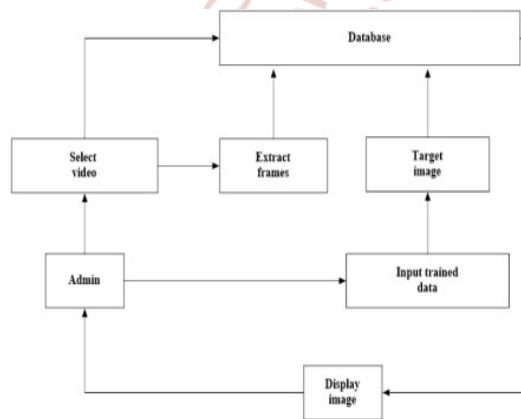 Database
Select
video
Extract
frames
Target
image
Admin
Input trained
data
Display
image